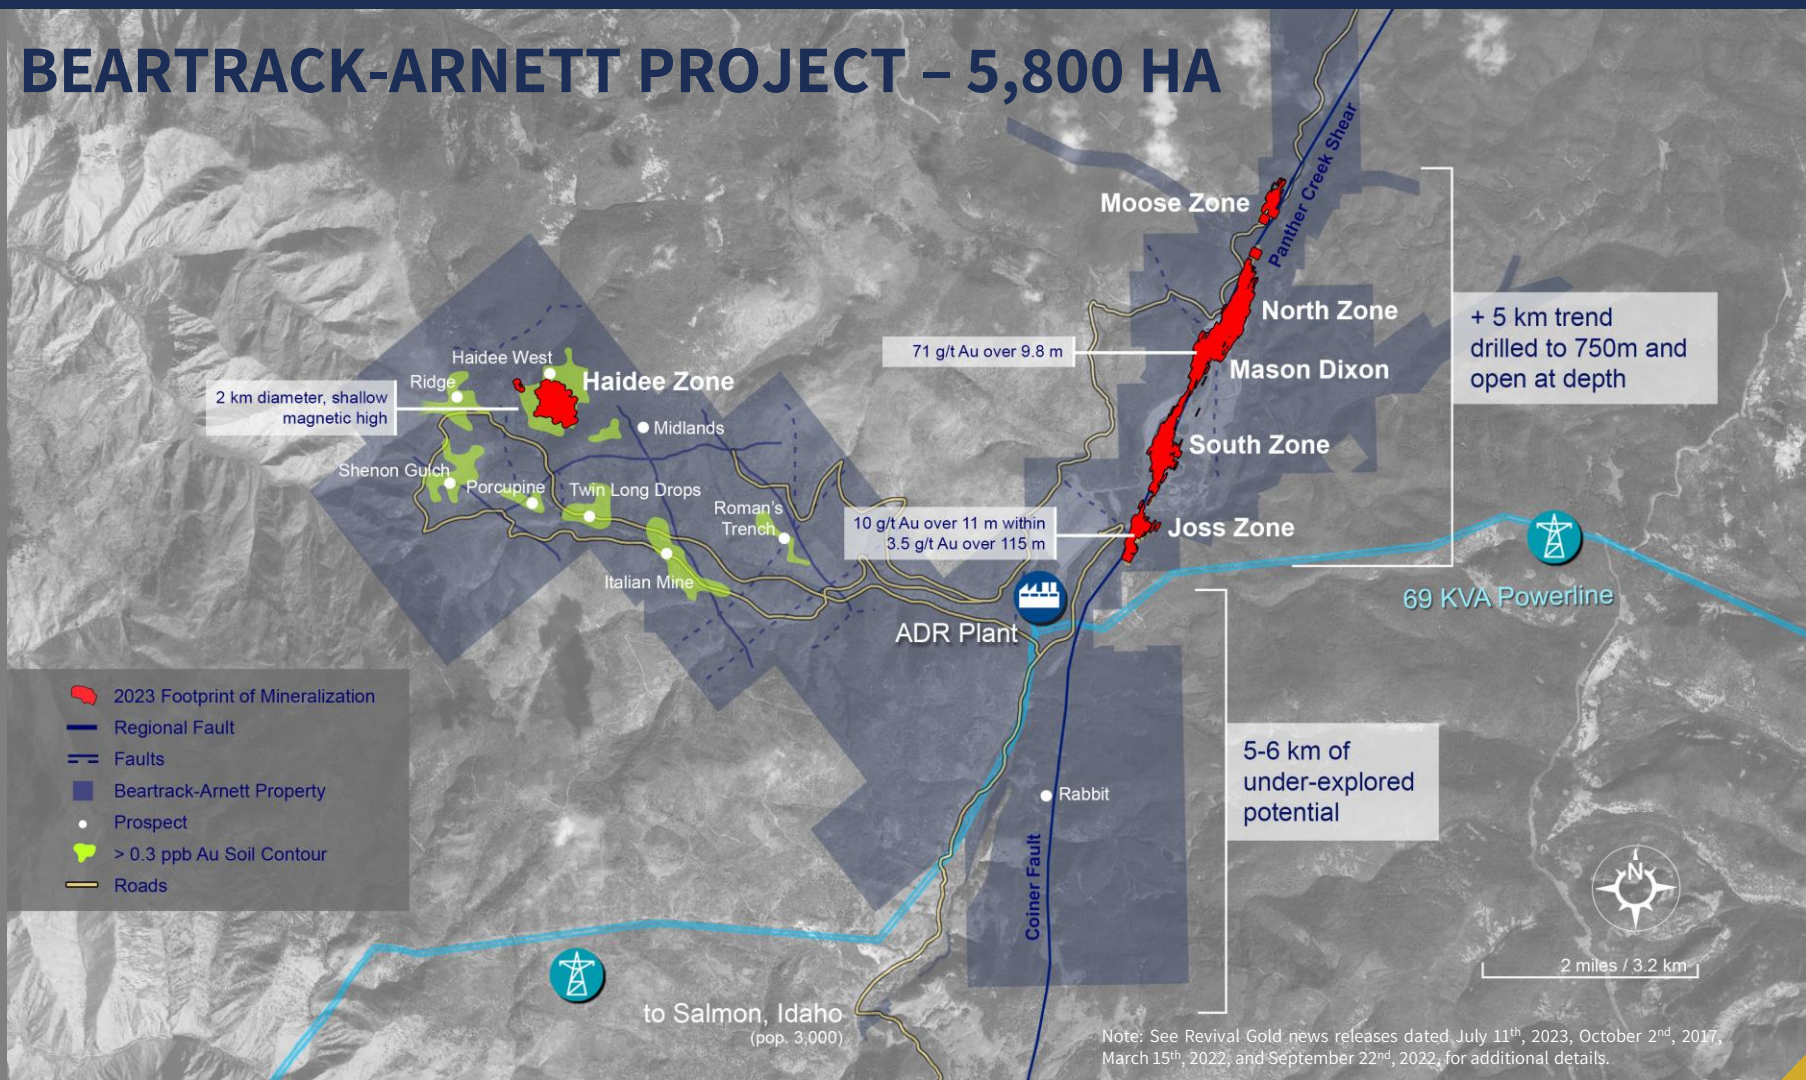 BEARTRACK-ARNETT PROJECT – 5,800 HA
Panther Creek Shear
Moose Zone
North Zone
+ 5 km trend
drilled to 750m and
open at depth
71 g/t Au over 9.8 m
Mason Dixon
Haidee West
Ridge
Haidee Zone
2 km diameter, shallow
magnetic high
Midlands
South Zone
Shenon Gulch
Porcupine
Twin Long Drops
Roman's
Trench
10 g/t Au over 11 m within
3.5 g/t Au over 115 m
Joss Zone
Italian Mine
69 KVA Powerline
ADR Plant
2023 Footprint of Mineralization
Regional Fault
Faults
Beartrack-Arnett Property
Prospect
> 0.3 ppb Au Soil Contour
Roads
5-6 km of
under-explored
potential
Rabbit
Coiner Fault
N
2 miles / 3.2 km
to Salmon, Idaho
(pop. 3,000)
Note: See Revival Gold news releases dated July 11th, 2023, October 2nd, 2017,
March 15th, 2022, and September 22nd, 2022, for additional details.